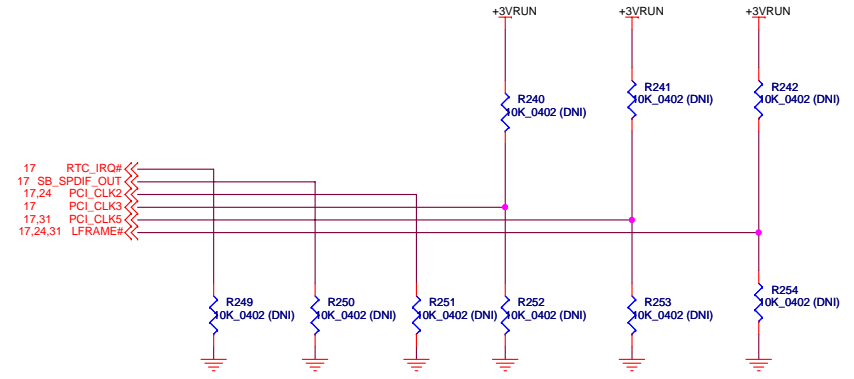 +3VRUN +3VRUN +3VRUN
R240
10K_0402 (DNI)
R241
10K_0402 (DNI)
R242
10K_0402 (DNI)
17 RTC_IRQ#
17 SB_SPDIF_OUT
17,24 PCI_CLK2
17 PCI_CLK3
17,31 PCI_CLK5
17,24,31 LFRAME#
R249
10K_0402 (DNI)
R250
10K_0402 (DNI)
R251
10K_0402 (DNI)
R252
10K_0402 (DNI)
R253
10K_0402 (DNI)
R254
10K_0402 (DNI)